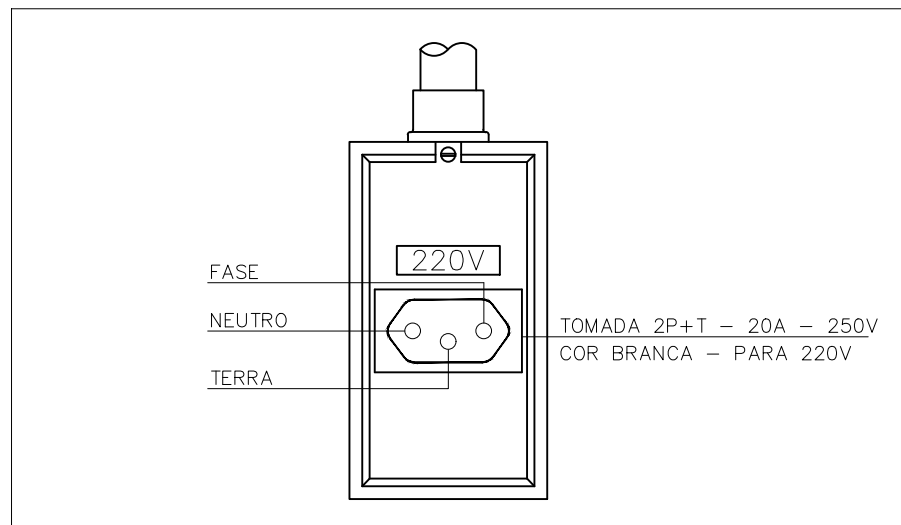 220V
FASE
NEUTRO
TERRA
TOMADA 2P+T – 20A – 250V
COR BRANCA – PARA 220V